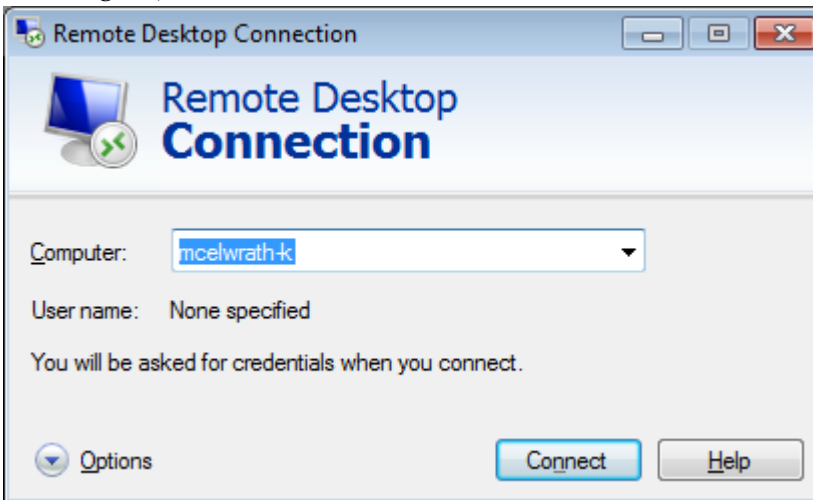 Remote Desktop Connection
Remote Desktop
Connection
Computer: mcelwrath-k
User name: None specified
You will be asked for credentials when you connect.
Options Connect Help